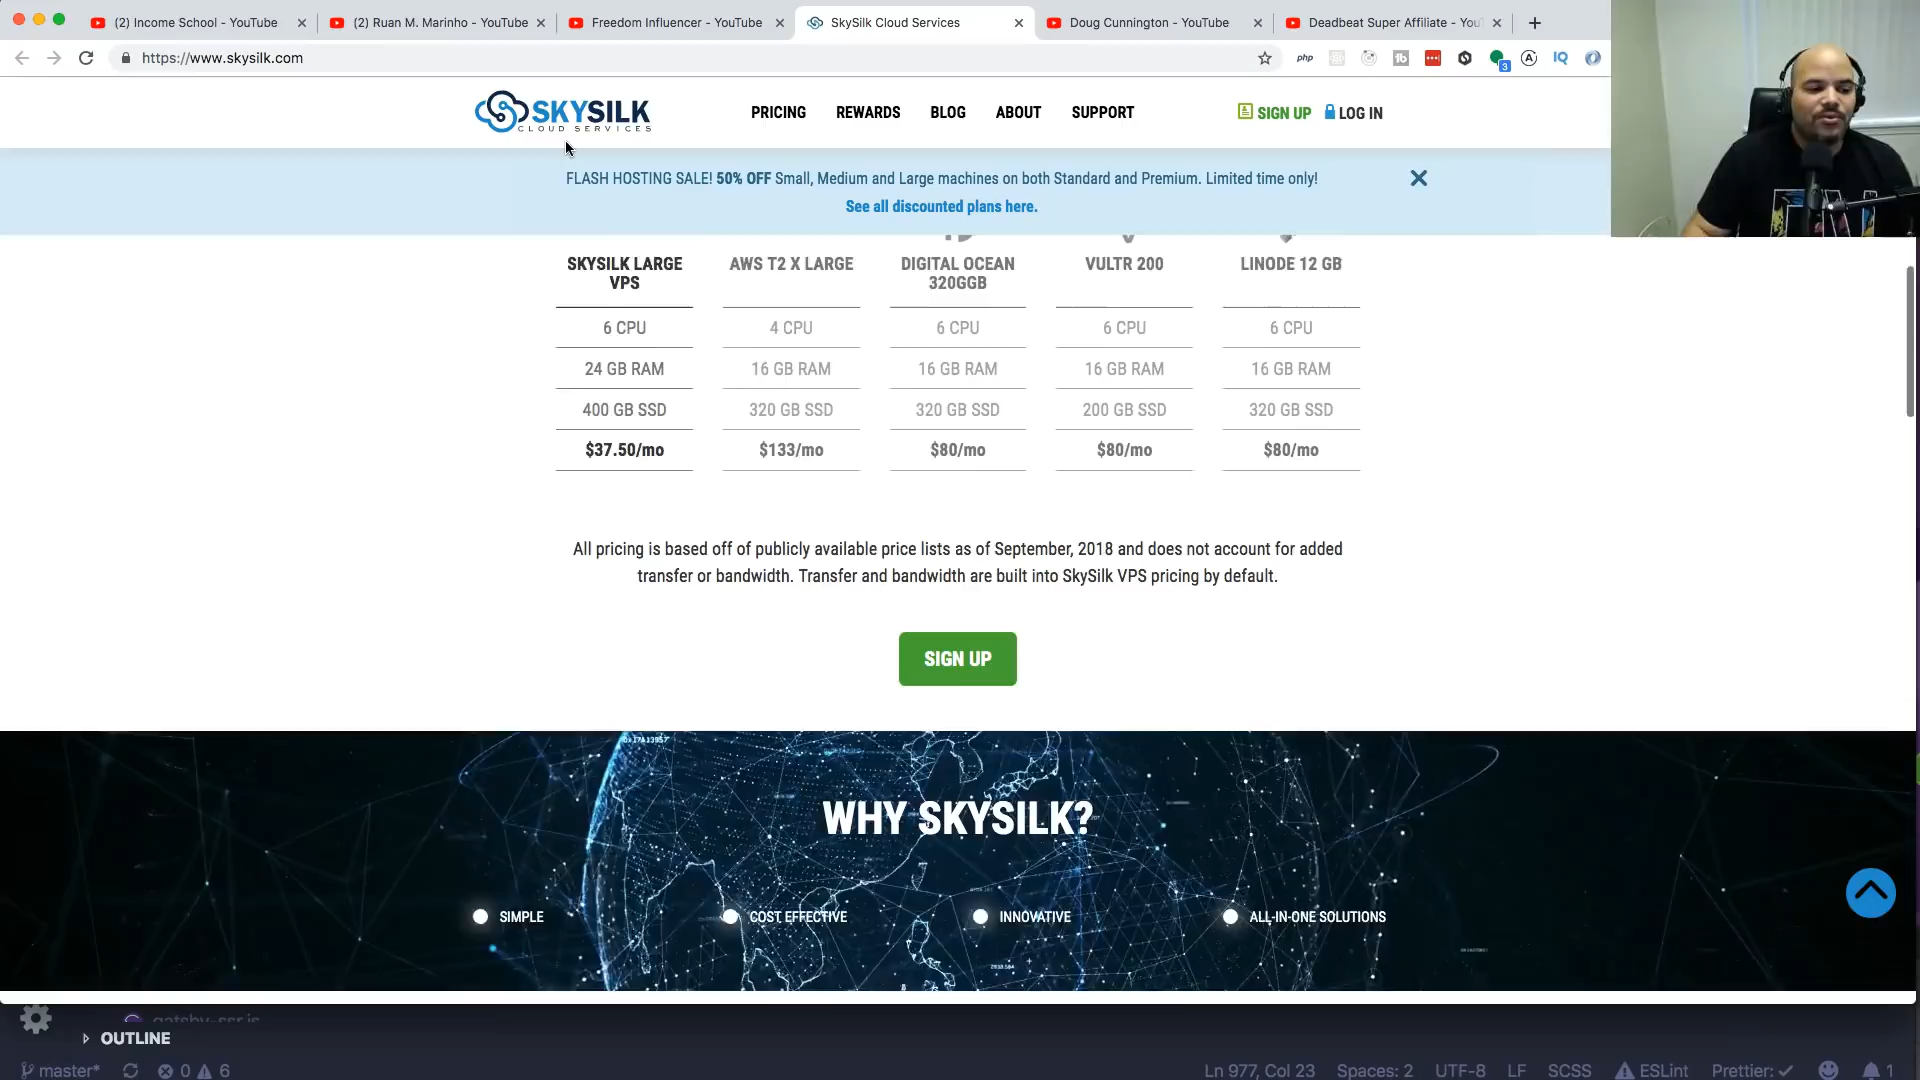 (2) Income School - YouTube
(2) Ruan M. Marinho - YouTube
Freedom Influencer - YouTube
SkySilk Cloud Services
Doug Cunnington - YouTube
Deadbeat Super Affiliate - You
https://www.skysilk.com
php
3
IQ
SKYSILK
CLOUD SERVICES
PRICING
REWARDS
BLOG
ABOUT
SUPPORT
SIGN UP
LOG IN
FLASH HOSTING SALE! 50% OFF Small, Medium and Large machines on both Standard and Premium. Limited time only!
See all discounted plans here.
SKYSILK LARGE VPS
AWS T2 X LARGE
DIGITAL OCEAN 320GGB
VULTR 200
LINODE 12 GB
6 CPU
4 CPU
6 CPU
6 CPU
6 CPU
24 GB RAM
16 GB RAM
16 GB RAM
16 GB RAM
16 GB RAM
400 GB SSD
320 GB SSD
320 GB SSD
200 GB SSD
320 GB SSD
$37.50/mo
$133/mo
$80/mo
$80/mo
$80/mo
All pricing is based off of publicly available price lists as of September, 2018 and does not account for added
transfer or bandwidth. Transfer and bandwidth are built into SkySilk VPS pricing by default.
SIGN UP
WHY SKYSILK?
SIMPLE
COST EFFECTIVE
INNOVATIVE
ALL-IN-ONE SOLUTIONS
gatsby-ssr.js
OUTLINE
master*
0
6
Ln 977, Col 23
Spaces: 2
UTF-8
LF
SCSS
ESLint
Prettier: ✓
1